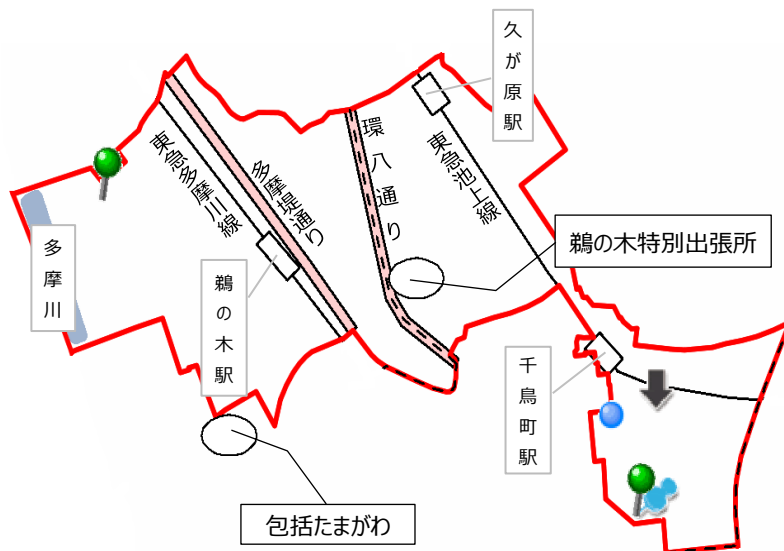 久が原駅
環八通り
東急池上線
東急多摩川線
多摩堤通り
鵜の木特別出張所
多摩川
鵜の木駅
千鳥町駅
包括たまがわ